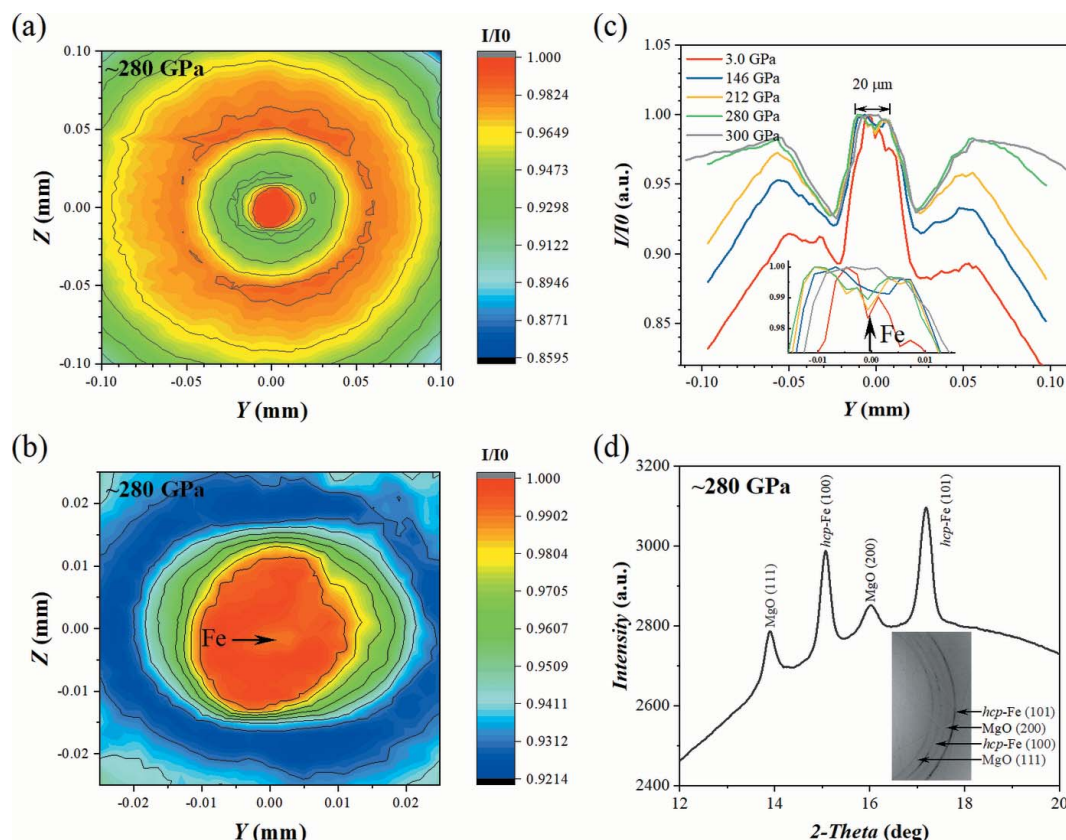 (a)
~280 GPa
0.10
0.05
0.00
-0.05
-0.10
Z (mm)
-0.10
-0.05
0.00
0.05
0.10
Y (mm)
I/I0
1.000
0.9824
0.9649
0.9473
0.9298
0.9122
0.8946
0.8771
0.8595
(c)
3.0 GPa
146 GPa
212 GPa
280 GPa
300 GPa
20 μm
1.05
1.00
0.95
0.90
0.85
I/I0 (a.u.)
1.00
0.99
0.98
-0.01
0.00
0.01
Fe
-0.10
-0.05
0.00
0.05
0.10
Y (mm)
(b)
~280 GPa
0.02
0.01
0.00
-0.01
-0.02
Z (mm)
Fe
-0.02
-0.01
0.00
0.01
0.02
Y (mm)
I/I0
1.000
0.9902
0.9804
0.9705
0.9607
0.9509
0.9411
0.9312
0.9214
(d)
~280 GPa
3200
3000
2800
2600
2400
Intensity (a.u.)
MgO (111)
hcp-Fe (100)
MgO (200)
hcp-Fe (101)
hcp-Fe (101)
MgO (200)
hcp-Fe (100)
MgO (111)
12
14
16
18
20
2-Theta (deg)